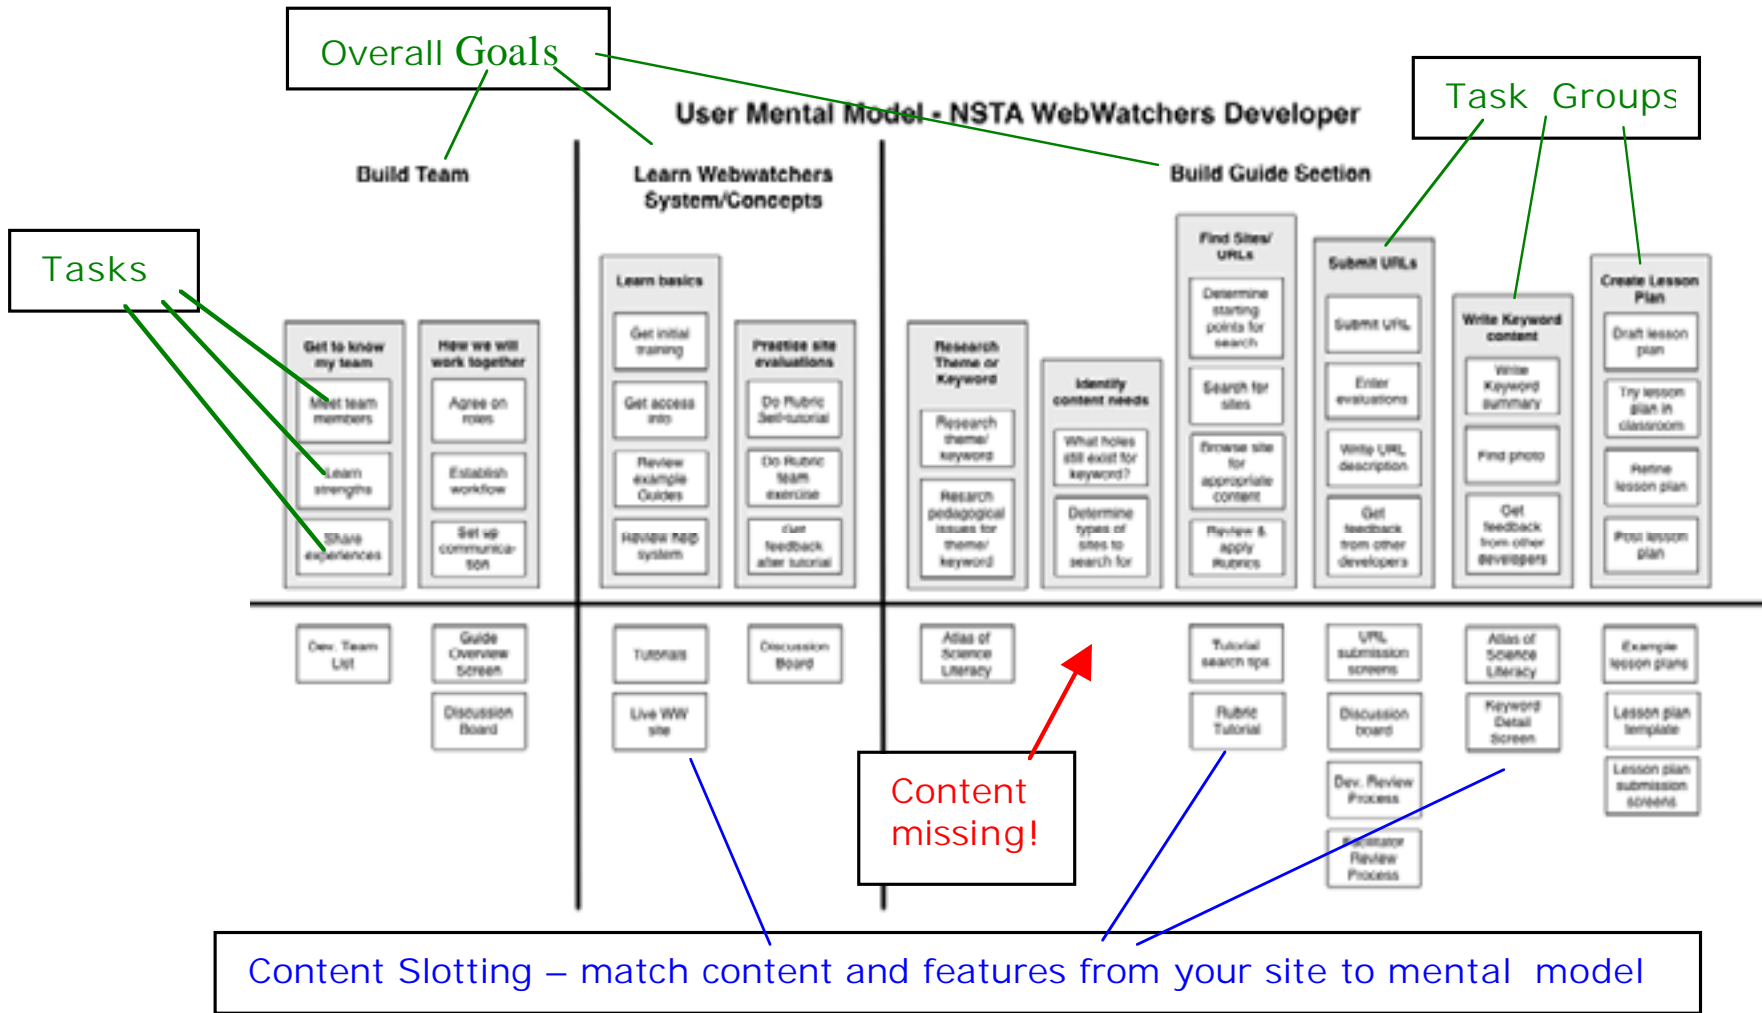 Overall Goals
Task Groups
User Mental Model - NSTA WebWatchers Developer
Build Team
Learn Webwatchers
System/Concepts
Build Guide Section
Tasks
Get to know
my team
Meet team
members
Learn
strengths
Share
experiences
How we will
work together
Agree on
roles
Establish
workflow
Set up
communica-
tion
Learn basics
Get initial
training
Get access
info
Review
example
Guides
Review help
system
Practice site
evaluations
Do Rubric
Self-tutorial
Do Rubric
team
exercise
Get
feedback
after tutorial
Research
Theme or
Keyword
Research
theme/
keyword
Resarch
pedagogical
issues for
theme/
keyword
Identify
content needs
What holes
still exist for
keyword?
Determine
types of
sites to
search for
Find Sites/
URLs
Determine
starting
points for
search
Search for
sites
Browse site
for
appropriate
content
Review &
apply
Rubrics
Submit URLs
Submit URL
Enter
evaluations
Write URL
description
Get
feedback
from other
developers
Write Keyword
content
Write
Keyword
summary
Find photo
Get
feedback
from other
developers
Create Lesson
Plan
Draft lesson
plan
Try lesson
plan in
classroom
Refine
lesson plan
Post lesson
plan
Dev. Team
List
Guide
Overview
Screen
Discussion
Board
Tutorials
Live WW
site
Discussion
Board
Atlas of
Science
Literacy
Tutorial
search tips
Rubric
Tutorial
URL
submission
screens
Discussion
board
Dev. Review
Process
Facilitator
Review
Process
Atlas of
Science
Literacy
Keyword
Detail
Screen
Example
lesson plans
Lesson plan
template
Lesson plan
submission
screens
Content
missing!
Content Slotting – match content and features from your site to mental model